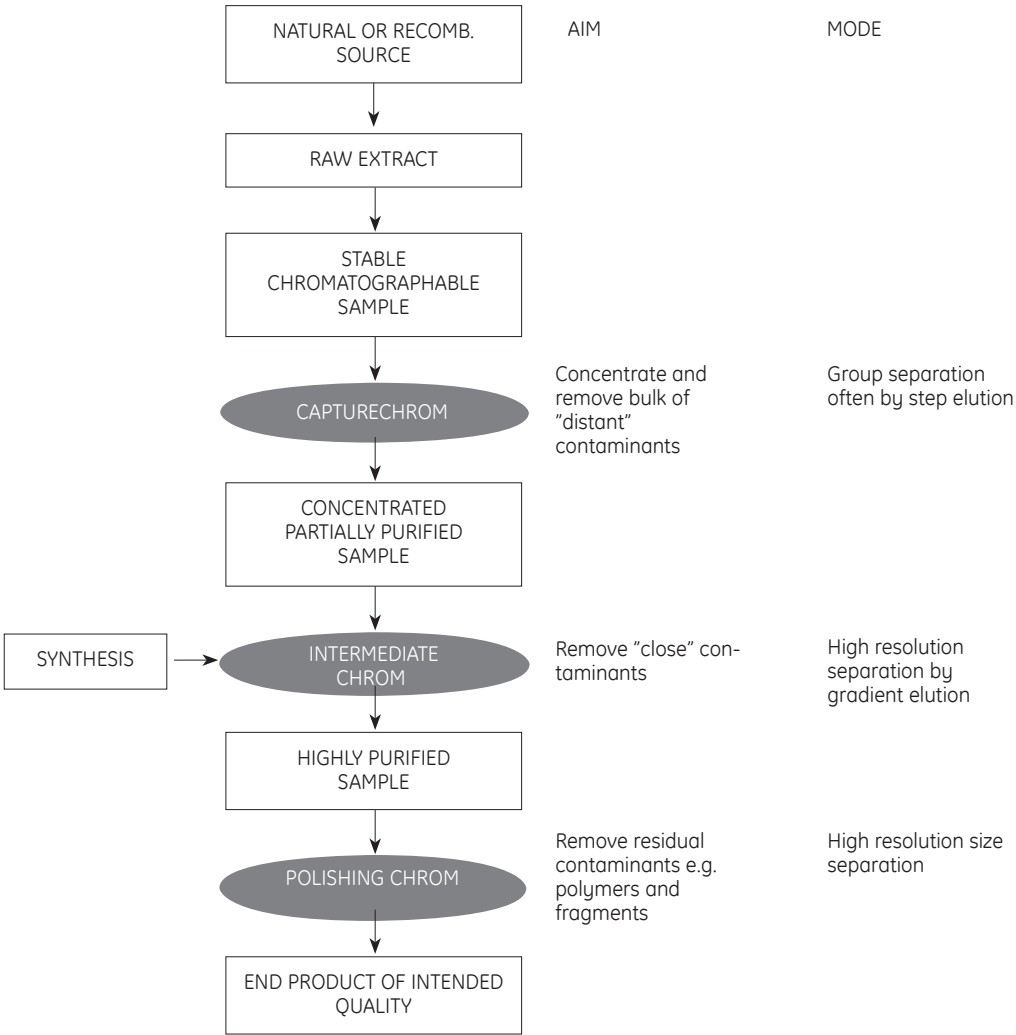 NATURAL OR RECOMB.
SOURCE
AIM
MODE
RAW EXTRACT
STABLE
CHROMATOGRAPHABLE
SAMPLE
CAPTURECHROM
Concentrate and
remove bulk of
"distant"
contaminants
Group separation
often by step elution
CONCENTRATED
PARTIALLY PURIFIED
SAMPLE
SYNTHESIS
INTERMEDIATE
CHROM
Remove "close" con-
taminants
High resolution
separation by
gradient elution
HIGHLY PURIFIED
SAMPLE
POLISHING CHROM
Remove residual
contaminants e.g.
polymers and
fragments
High resolution size
separation
END PRODUCT OF INTENDED
QUALITY